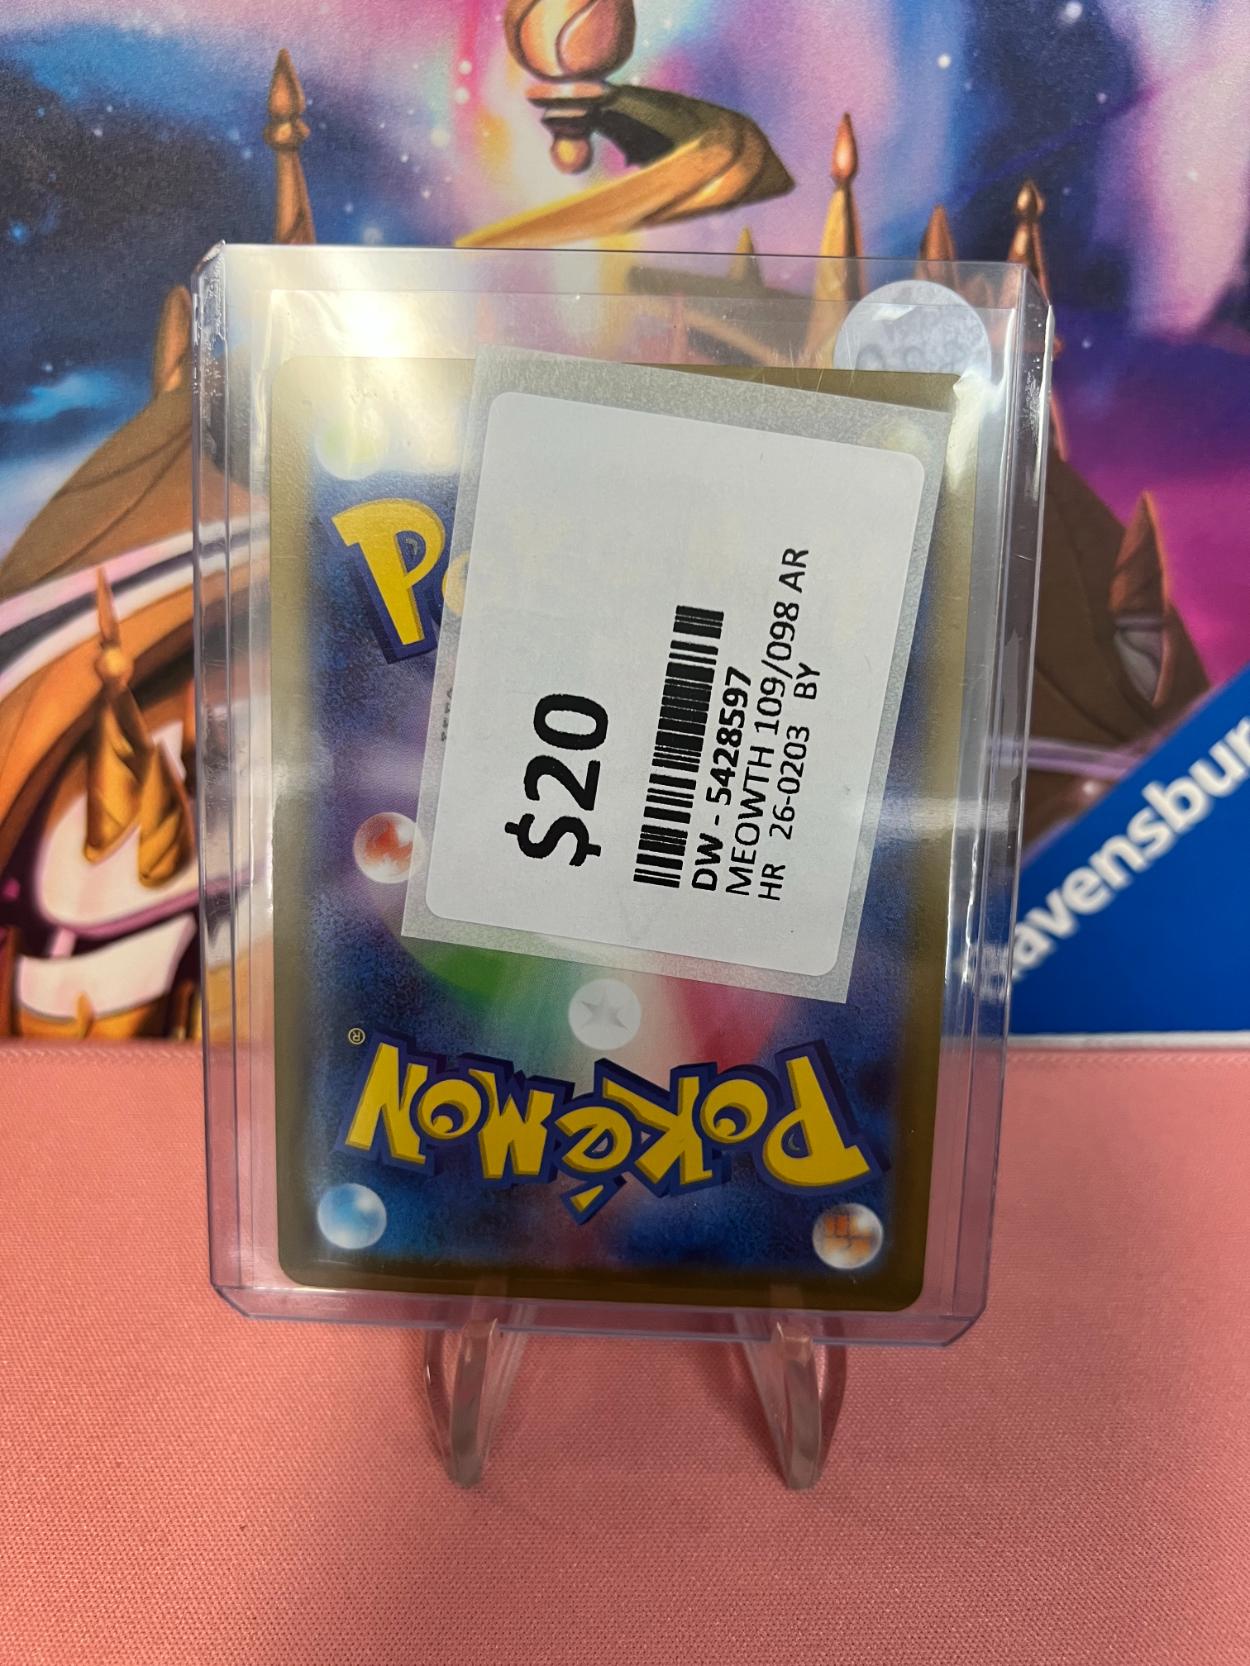 $20
DW - 5428597
MEOWTH 109/098 AR
HR 26-0203 BY
POKéMON
®
Ravensbur